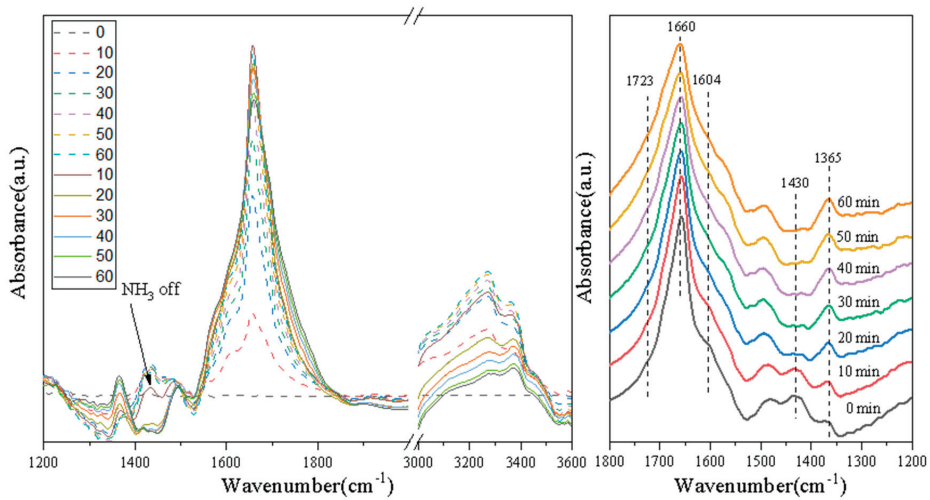 0
10
20
30
40
50
60
10
20
30
40
50
60
NH3 off
Absorbance(a.u.)
1200 1400 1600 1800 3000 3200 3400 3600
Wavenumber(cm-1)
1660
1723 1604
1365
1430
60 min
50 min
40 min
30 min
20 min
10 min
0 min
Absorbance(a.u.)
1800 1700 1600 1500 1400 1300 1200
Wavenumber(cm-1)